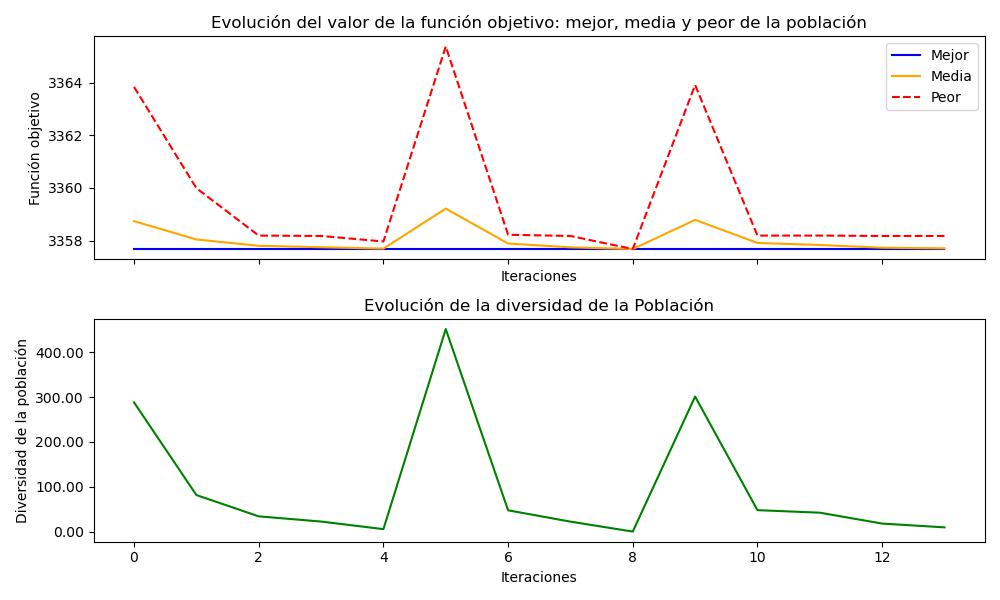 Evolución del valor de la función objetivo: mejor, media y peor de la población
Función objetivo
3364
3362
3360
3358
Mejor
Media
Peor
Iteraciones
Evolución de la diversidad de la Población
Diversidad de la población
400.00
300.00
200.00
100.00
0.00
0 2 4 6 8 10 12
Iteraciones